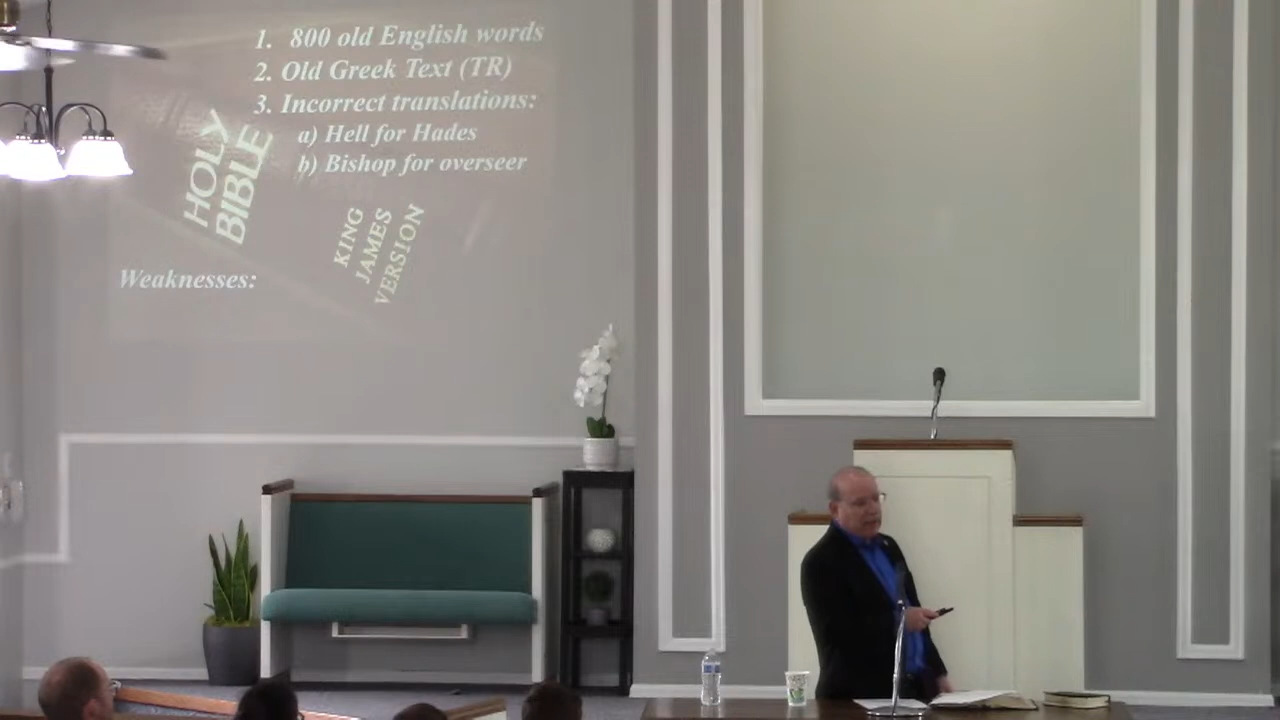 1. 800 old English words
2. Old Greek Text (TR)
3. Incorrect translations:
a) Hell for Hades
b) Bishop for overseer
HOLY
BIBLE
KING
JAMES
VERSION
Weaknesses: